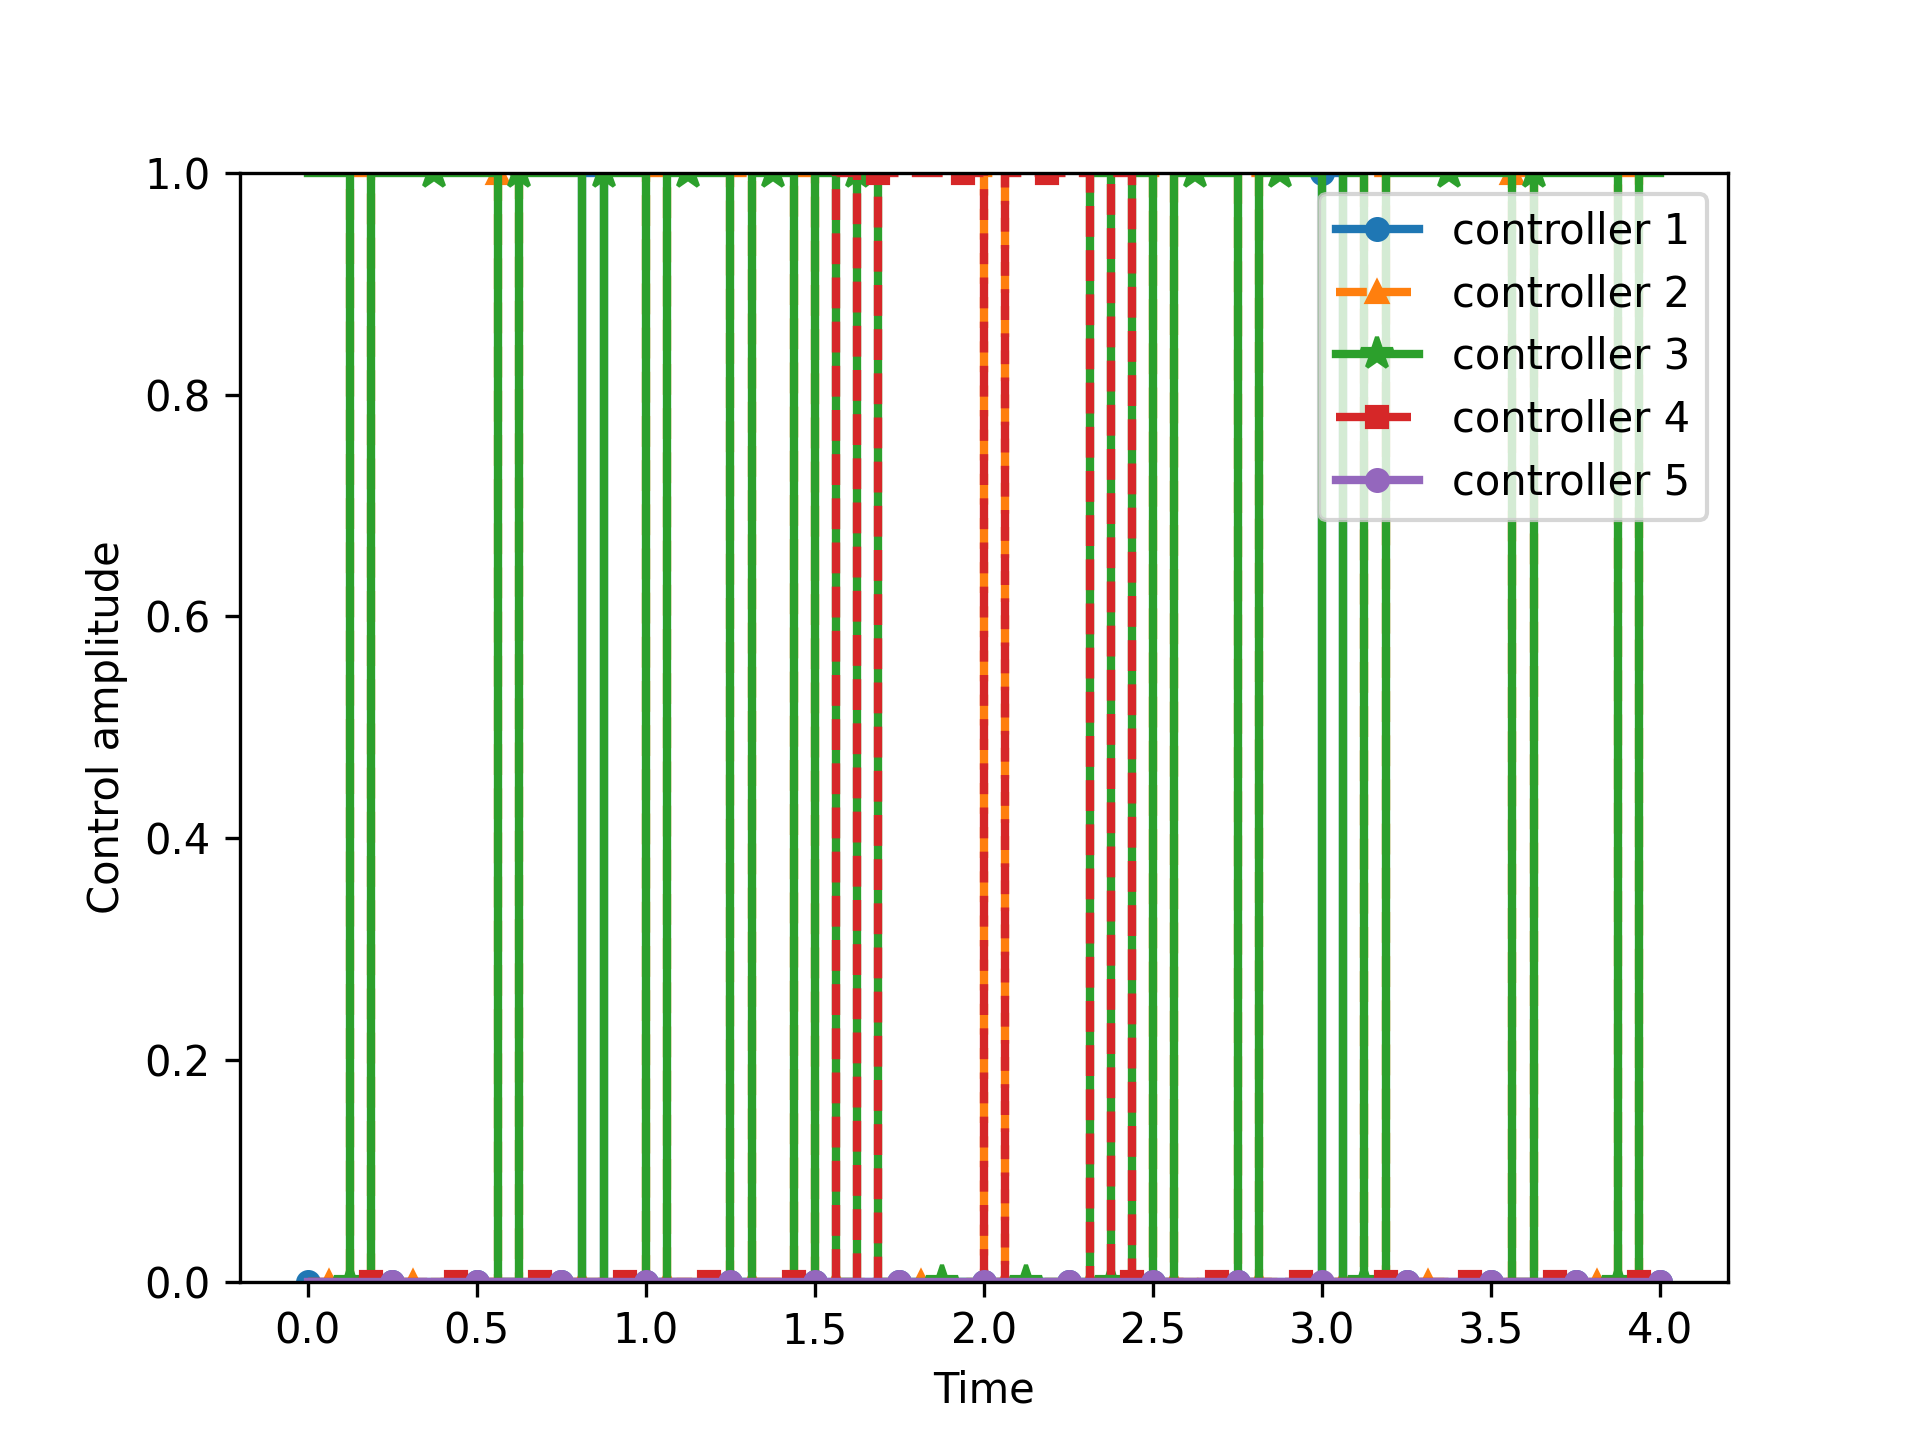 1.0
0.8
0.6
0.4
0.2
0.0
Control amplitude
controller 1
controller 2
controller 3
controller 4
controller 5
0.0 0.5 1.0 1.5 2.0 2.5 3.0 3.5 4.0
Time